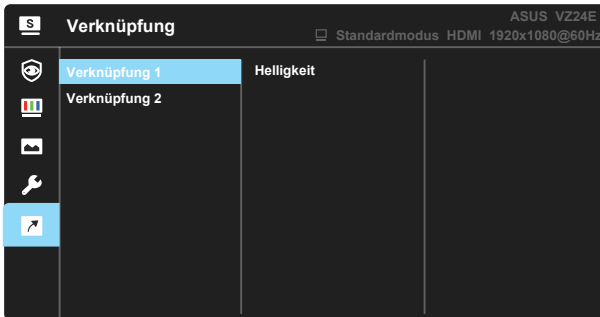 S
Verknüpfung
ASUS VZ24E
Standardmodus HDMI 1920x1080@60Hz
Verknüpfung 1
Helligkeit
Verknüpfung 2